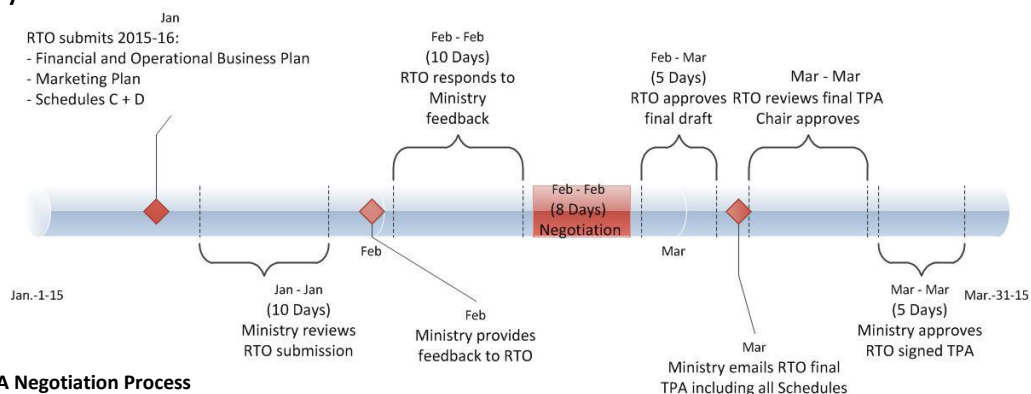 Jan
RTO submits 2015-16:
- Financial and Operational Business Plan
- Marketing Plan
- Schedules C + D
Feb - Feb
(10 Days)
RTO responds to
Ministry
feedback
Feb - Mar
(5 Days)
RTO approves
final draft
Mar - Mar
RTO reviews final TPA
Chair approves
Feb - Feb
(8 Days)
Negotiation
Feb
Mar
Jan.-1-15
Mar.-31-15
Jan - Jan
(10 Days)
Ministry reviews
RTO submission
Feb
Ministry provides
feedback to RTO
Mar
Ministry emails RTO final
TPA including all Schedules
Mar - Mar
(5 Days)
Ministry approves
RTO signed TPA
A Negotiation Process